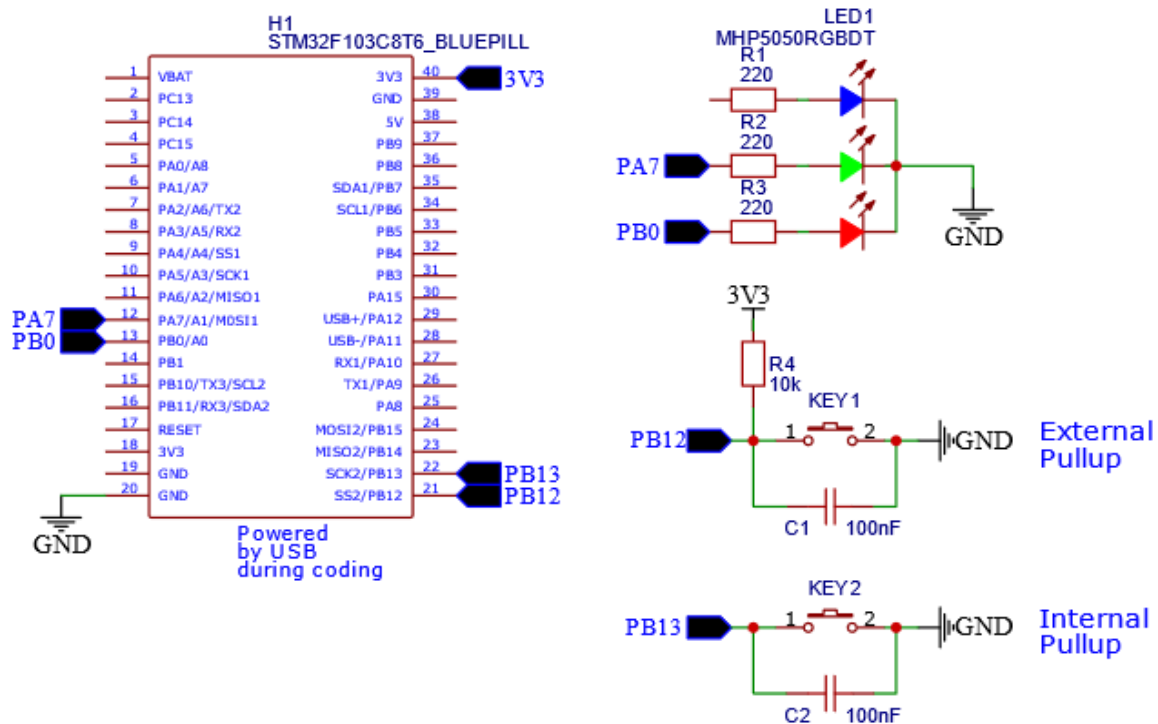 H1
STM32F103C8T6_BLUEPILL
1 VBAT
2 PC13
3 PC14
4 PC15
5 PA0/A8
6 PA1/A7
7 PA2/A6/TX2
8 PA3/A5/RX2
9 PA4/A4/SS1
10 PA5/A3/SCK1
11 PA6/A2/MISO1
PA7 12 PA7/A1/MOSI1
PB0 13 PB0/A0
14 PB1
15 PB10/TX3/SCL2
16 PB11/RX3/SDA2
17 RESET
18 3V3
19 GND
20 GND
GND
3V3 40 3V3
GND 39
5V 38
PB9 37
PB8 36
SDA1/PB7 35
SCL1/PB6 34
PB5 33
PB4 32
PB3 31
PA15 30
USB+/PA12 29
USB-/PA11 28
RX1/PA10 27
TX1/PA9 26
PA8 25
MOSI2/PB15 24
MISO2/PB14 23
SCK2/PB13 22 PB13
SS2/PB12 21 PB12
Powered
by USB
during coding
LED1
MHP5050RGBDT
R1
220
R2
220
PA7
R3
220
PB0
GND
3V3
R4
10k
KEY1
PB12 1 2 GND
C1 100nF
External
Pullup
KEY2
PB13 1 2 GND
C2 100nF
Internal
Pullup